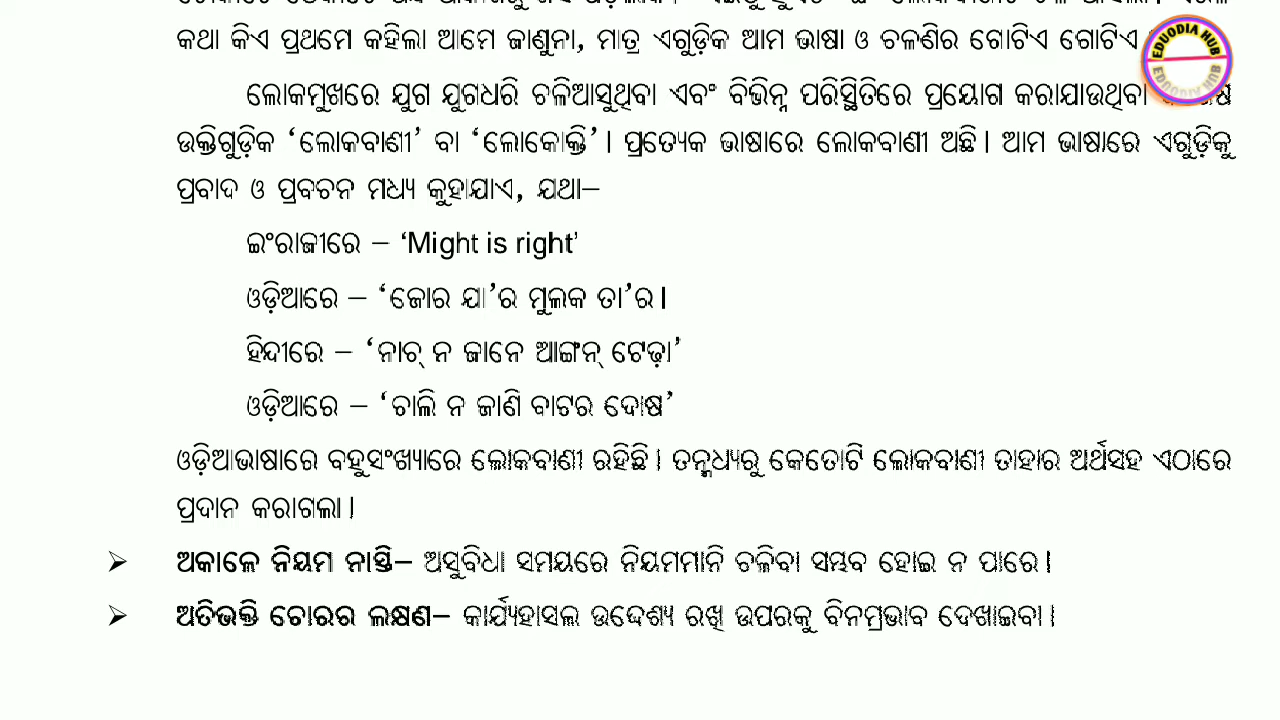 କଥା କିଏ ପ୍ରଥମେ କହିଲା ଆମେ ଜାଣୁନା, ମାତ୍ର ଏଗୁଡ଼ିକ ଆମ ଭାଷା ଓ ଚଳଣିର ଗୋଟିଏ ଗୋଟିଏ
EDUODIA HUB
ଲୋକମୁଖରେ ଯୁଗ ଯୁଗଧରି ଚଳିଆସୁଥିବା ଏବଂ ବିଭିନ୍ନ ପରିସ୍ଥିତିରେ ପ୍ରୟୋଗ କରାଯାଉଥିବା
ଉକ୍ତିଗୁଡ଼ିକ ‘ଲୋକବାଣୀ’ ବା ‘ଲୋକୋକ୍ତି’। ପ୍ରତ୍ୟେକ ଭାଷାରେ ଲୋକବାଣୀ ଅଛି। ଆମ ଭାଷାରେ ଏଗୁଡ଼ିକୁ
ପ୍ରବାଦ ଓ ପ୍ରବଚନ ମଧ୍ୟ କୁହାଯାଏ, ଯଥା–
ଇଂରାଜୀରେ – ‘Might is right’
ଓଡ଼ିଆରେ – ‘ଜୋର ଯା’ର ମୁଲକ ତା’ର।
ହିନ୍ଦୀରେ – ‘ନାଚ୍ ନ ଜାନେ ଆଙ୍ଗନ୍ ଟେଢ଼ା’
ଓଡ଼ିଆରେ – ‘ଚାଲି ନ ଜାଣି ବାଟର ଦୋଷ’
ଓଡ଼ିଆଭାଷାରେ ବହୁସଂଖ୍ୟାରେ ଲୋକବାଣୀ ରହିଛି। ତନ୍ମଧ୍ୟରୁ କେତୋଟି ଲୋକବାଣୀ ତାହାର ଅର୍ଥସହ ଏଠାରେ
ପ୍ରଦାନ କରାଗଲା।
➢ ଅକାଳେ ନିୟମ ନାସ୍ତି– ଅସୁବିଧା ସମୟରେ ନିୟମମାନି ଚଳିବା ସମ୍ଭବ ହୋଇ ନ ପାରେ।
➢ ଅତିଭକ୍ତି ଚୋରର ଲକ୍ଷଣ– କାର୍ଯ୍ୟହାସଲ ଉଦ୍ଦେଶ୍ୟ ରଖି ଉପରକୁ ବିନମ୍ରଭାବ ଦେଖାଇବା।